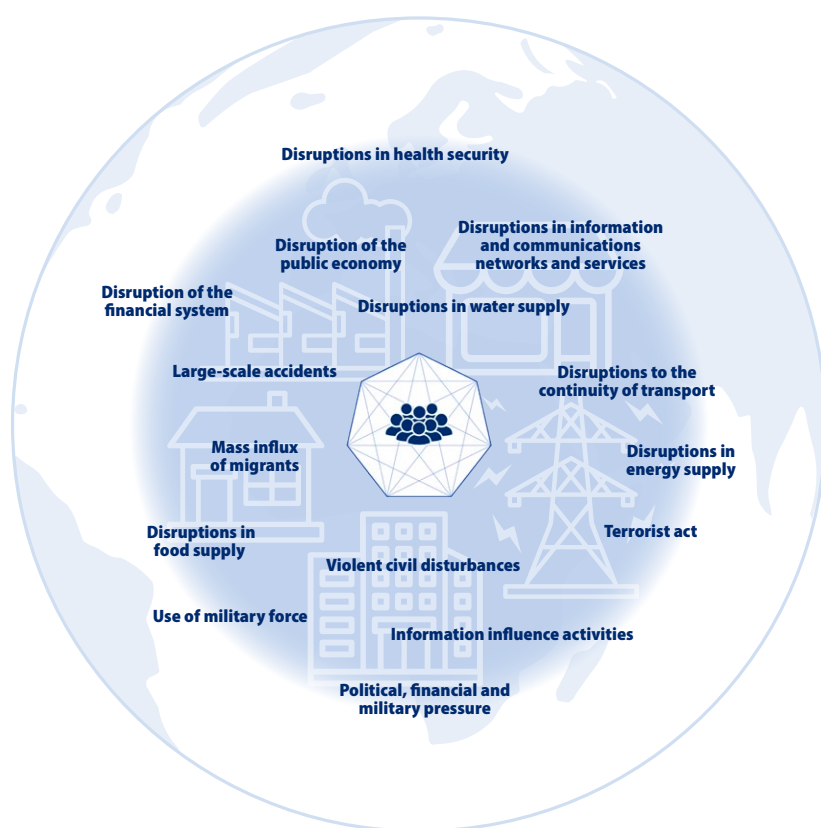 Disruptions in health security
Disruptions in information
and communications
networks and services
Disruption of the
public economy
Disruption of the
financial system
Disruptions in water supply
Large-scale accidents
Disruptions to the
continuity of transport
Mass influx
of migrants
Disruptions in
energy supply
Disruptions in
food supply
Terrorist act
Violent civil disturbances
Use of military force
Information influence activities
Political, financial and
military pressure